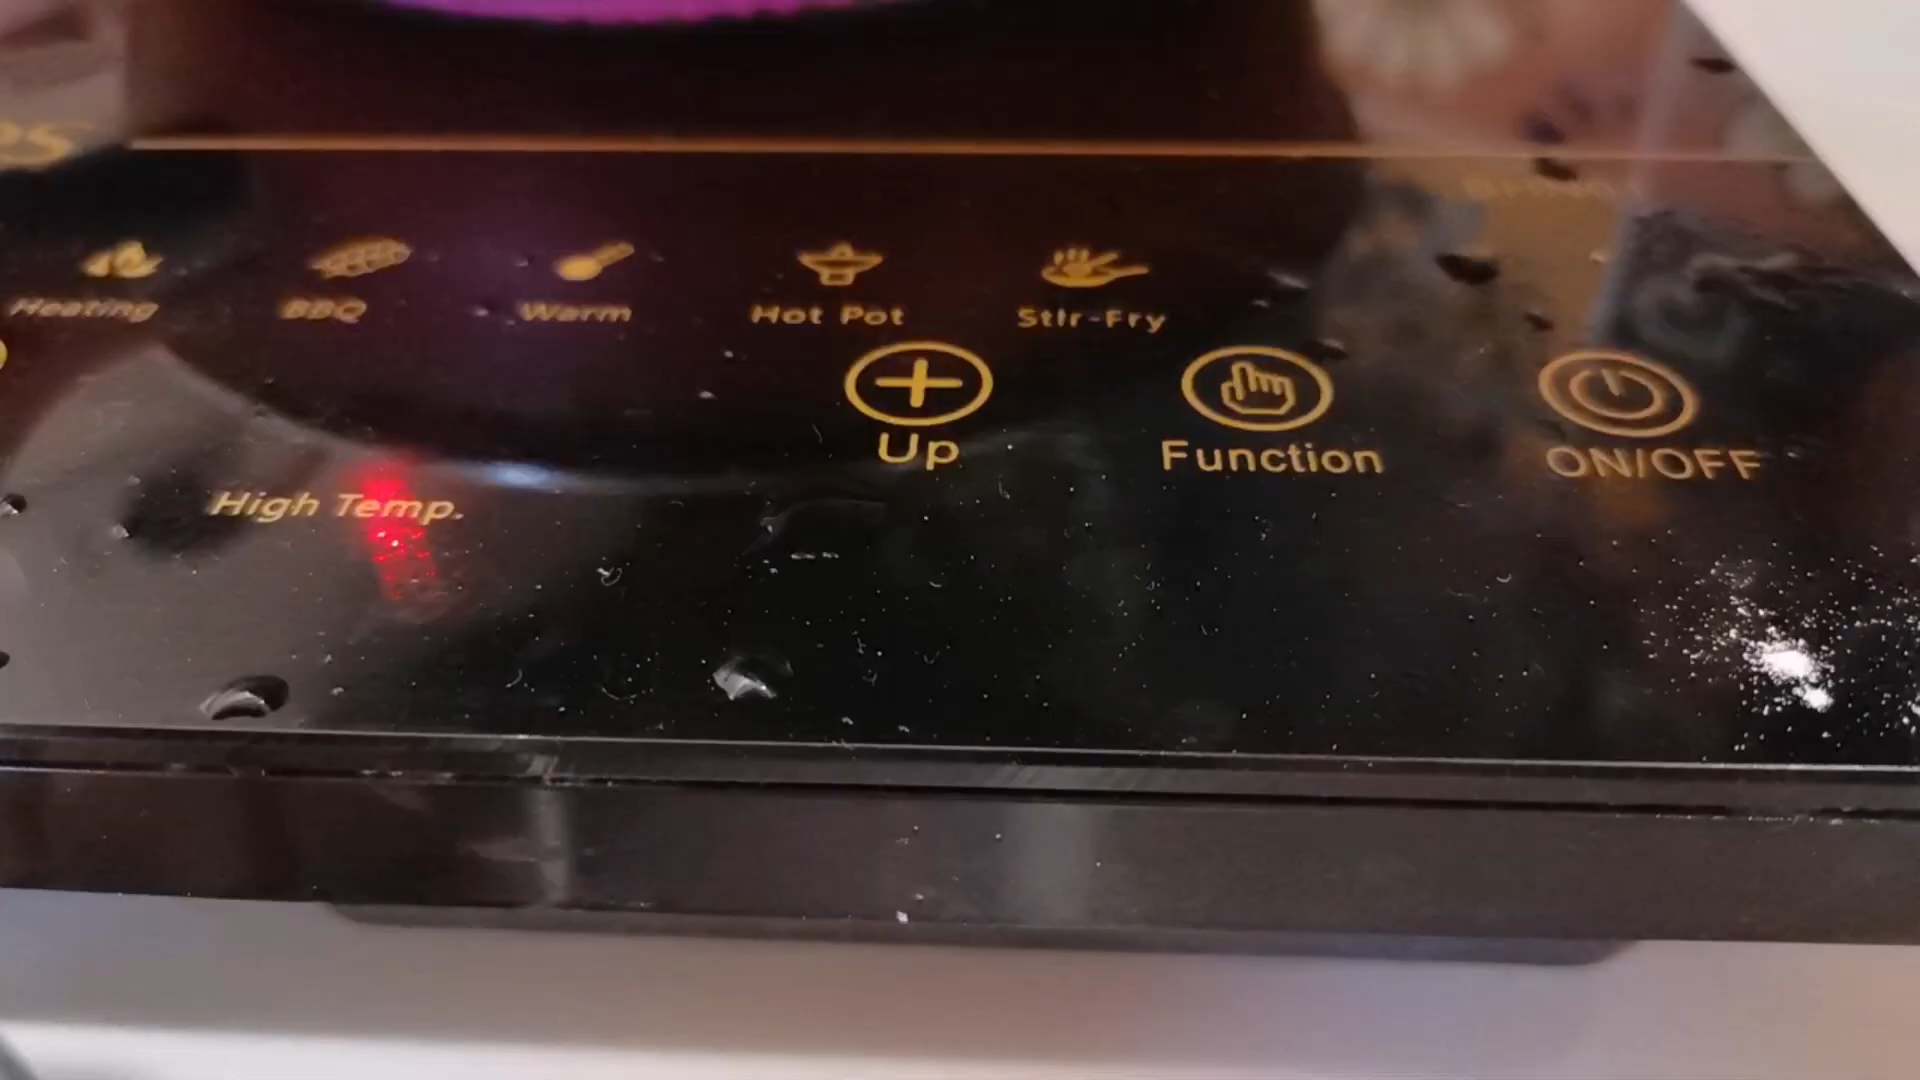 Heating BBQ Warm Hot Pot Stir-Fry
Up Function ON/OFF
High Temp.